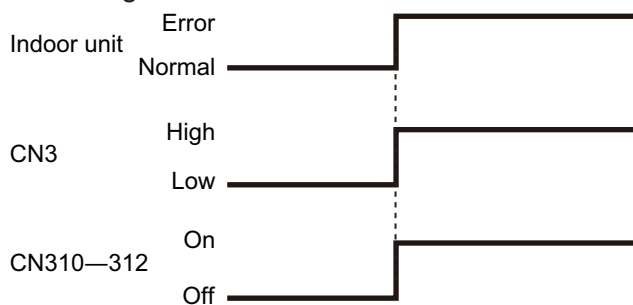 Error
Indoor unit
Normal
High
CN3
Low
On
CN310—312
Off